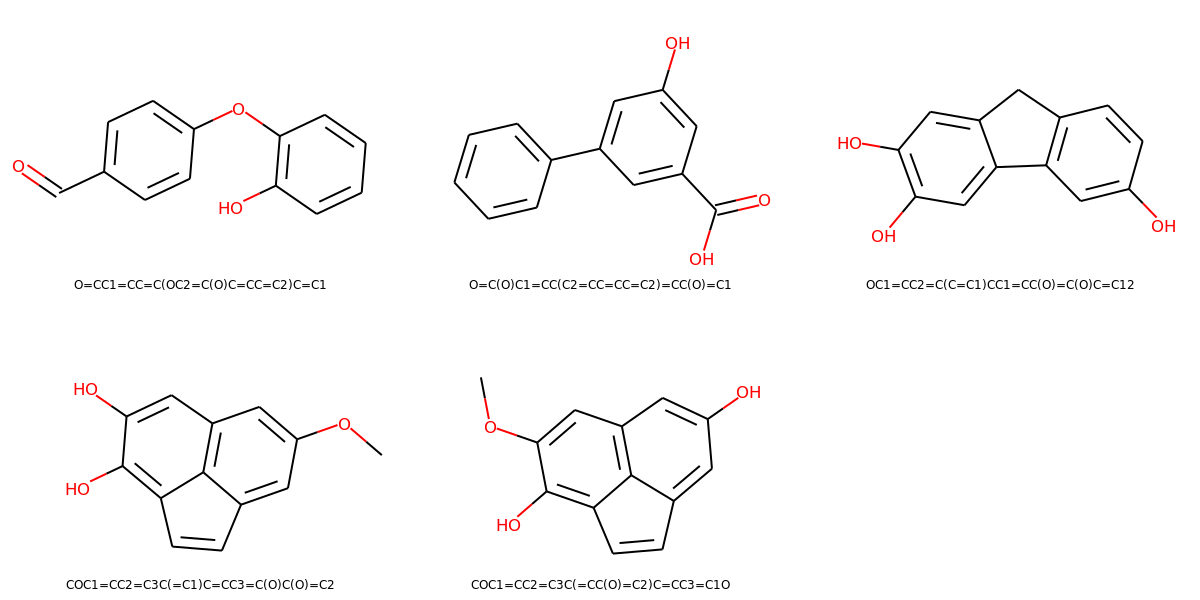 OH
O
O
HO
O
OH
O=CC1=CC=C(OC2=C(O)C=CC=C2)C=C1
O=C(O)C1=CC(C2=CC=CC=C2)=CC(O)=C1
HO
OH
OH
OC1=CC2=C(C=C1)CC1=CC(O)=C(O)C=C12
HO
O
HO
COC1=CC2=C3C(=C1)C=CC3=C(O)C(O)=C2
OH
O
HO
COC1=CC2=C3C(=CC(O)=C2)C=CC3=C1O